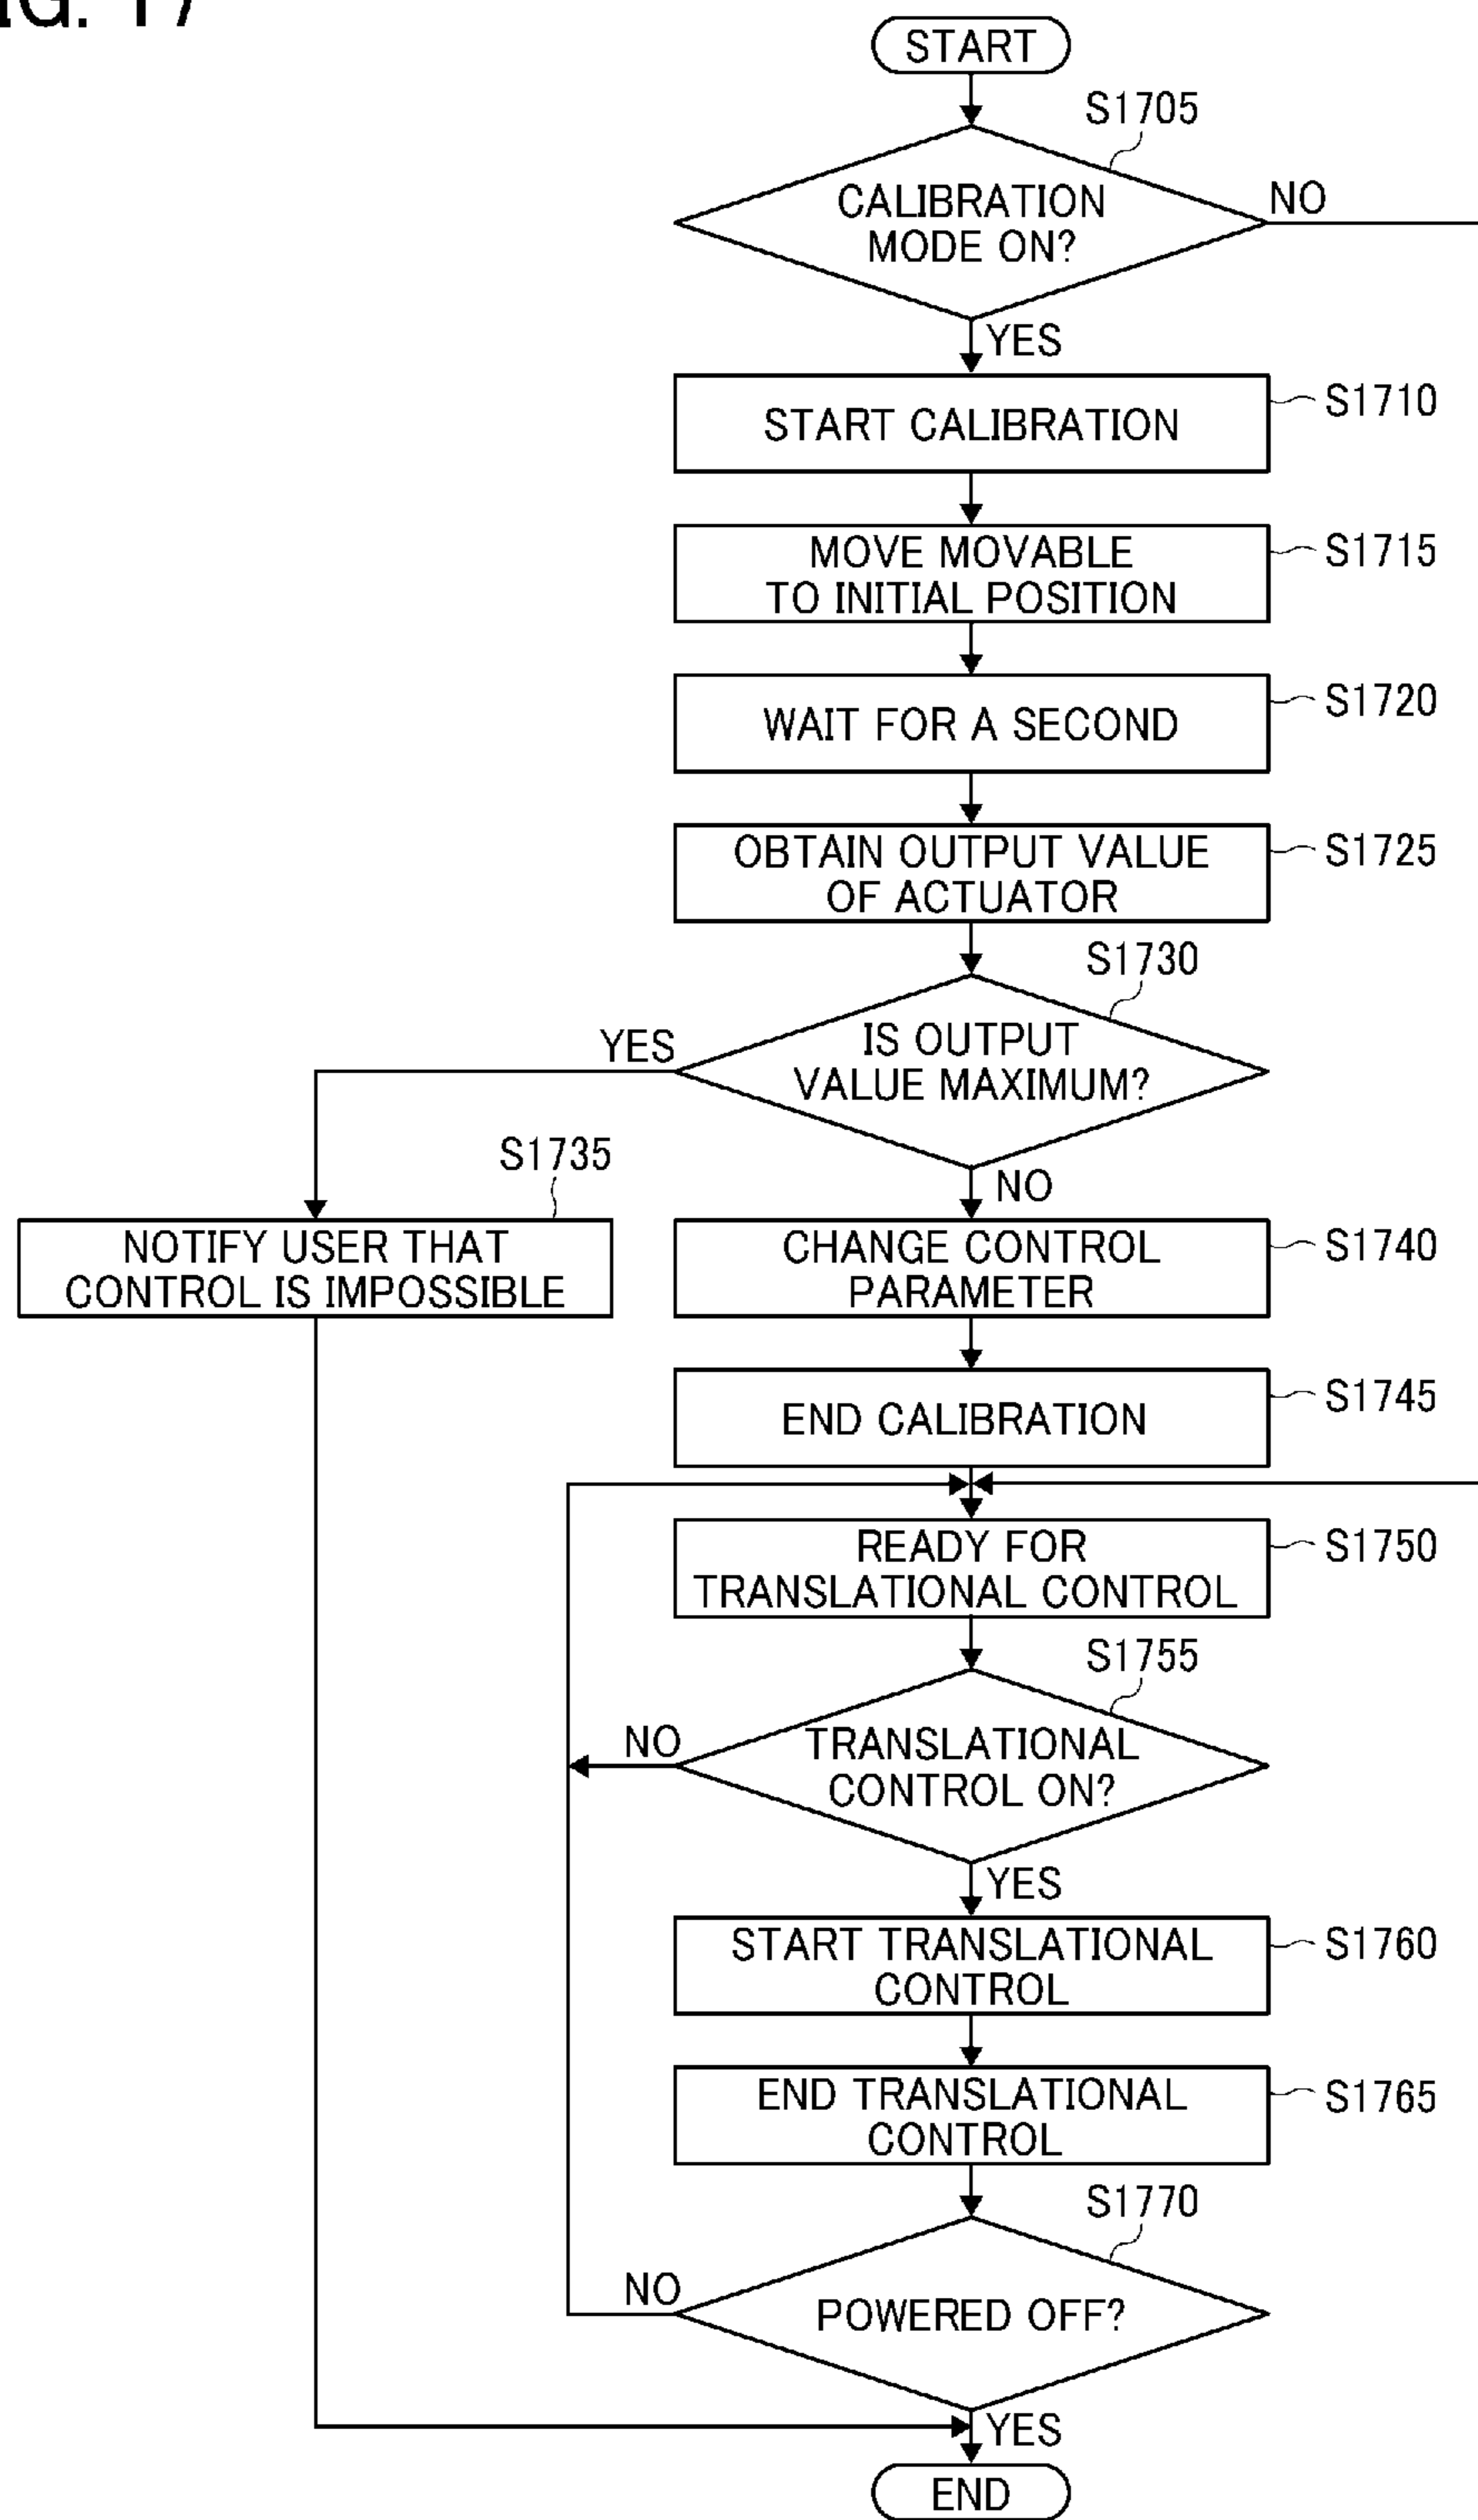 FIG. 17
START
S1705
CALIBRATION
MODE ON?
NO
YES
START CALIBRATION
S1710
MOVE MOVABLE
TO INITIAL POSITION
S1715
WAIT FOR A SECOND
S1720
OBTAIN OUTPUT VALUE
OF ACTUATOR
S1725
S1730
IS OUTPUT
VALUE MAXIMUM?
YES
NO
S1735
NOTIFY USER THAT
CONTROL IS IMPOSSIBLE
CHANGE CONTROL
PARAMETER
S1740
END CALIBRATION
S1745
READY FOR
TRANSLATIONAL CONTROL
S1750
S1755
TRANSLATIONAL
CONTROL ON?
NO
YES
START TRANSLATIONAL
CONTROL
S1760
END TRANSLATIONAL
CONTROL
S1765
S1770
POWERED OFF?
NO
YES
END